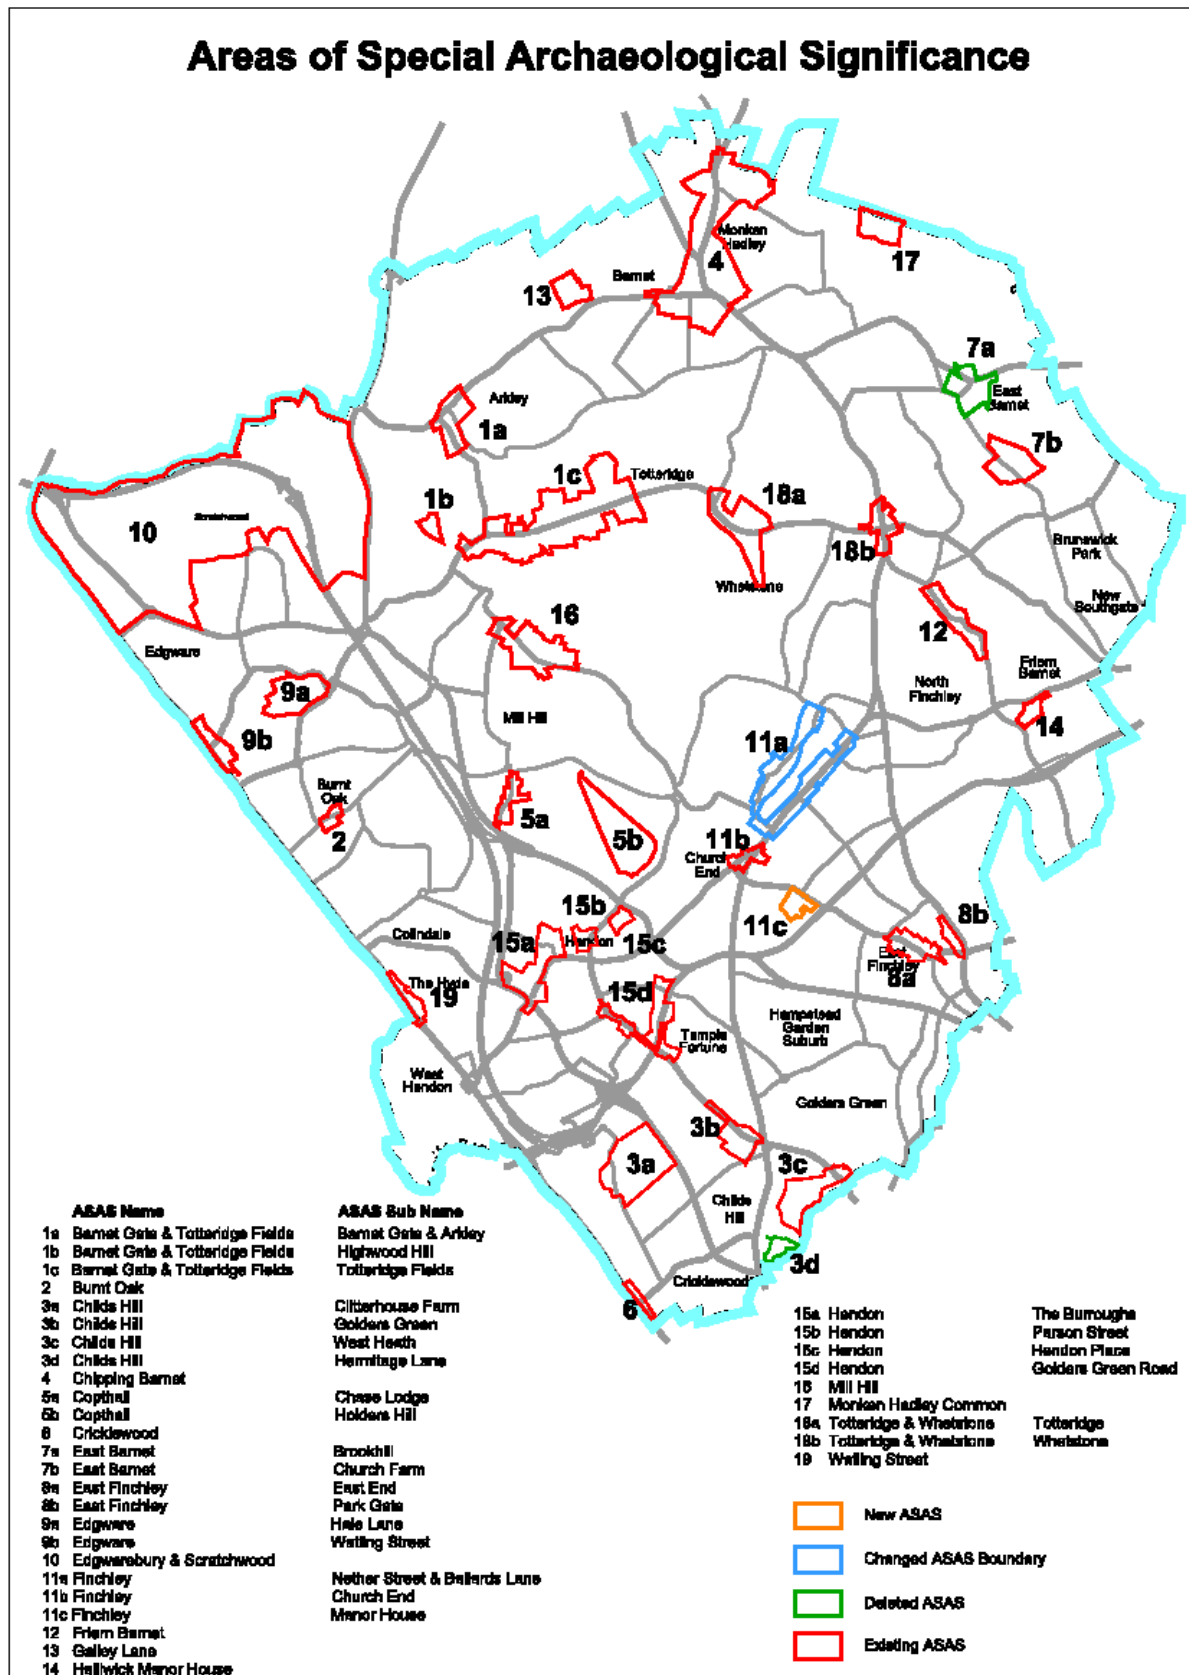 Areas of Special Archaeological Significance
Monken
Hadley
4
17
Barnet
13
7a
East
Barnet
7b
Arkley
1a
1c
Totteridge
18a
1b
10
Scratchwood
18b
Brunswick
Park
Whetstone
New
Southgate
16
12
Edgware
Friern
Barnet
9a
North
Finchley
Mill Hill
14
9b
11a
Burnt
Oak
2
5a
5b
11b
Church
End
15b
11c
8b
Colindale
15a
Hendon
15c
East
Finchley
8a
The Hyde
19
15d
Hampstead
Garden
Suburb
Temple
Fortune
West
Hendon
Golders Green
3b
3a
3c
Childs
Hill
3d
Cricklewood
6
ASAS Name ASAS Sub Name
1a Barnet Gate & Totteridge Fields Barnet Gate & Arkley
1b Barnet Gate & Totteridge Fields Highwood Hill
1c Barnet Gate & Totteridge Fields Totteridge Fields
2 Burnt Oak
3a Childs Hill Clitterhouse Farm
3b Childs Hill Golders Green
3c Childs Hill West Heath
3d Childs Hill Hermitage Lane
4 Chipping Barnet
5a Copthall Chase Lodge
5b Copthall Holders Hill
6 Cricklewood
7a East Barnet Brookhill
7b East Barnet Church Farm
8a East Finchley East End
8b East Finchley Park Gate
9a Edgware Hale Lane
9b Edgware Watling Street
10 Edgwarebury & Scratchwood
11a Finchley Nether Street & Ballards Lane
11b Finchley Church End
11c Finchley Manor House
12 Friern Barnet
13 Galley Lane
14 Halliwick Manor House
15a Hendon The Burroughs
15b Hendon Parson Street
15c Hendon Hendon Place
15d Hendon Golders Green Road
16 Mill Hill
17 Monken Hadley Common
18a Totteridge & Whetstone Totteridge
18b Totteridge & Whetstone Whetstone
19 Watling Street
New ASAS
Changed ASAS Boundary
Deleted ASAS
Existing ASAS